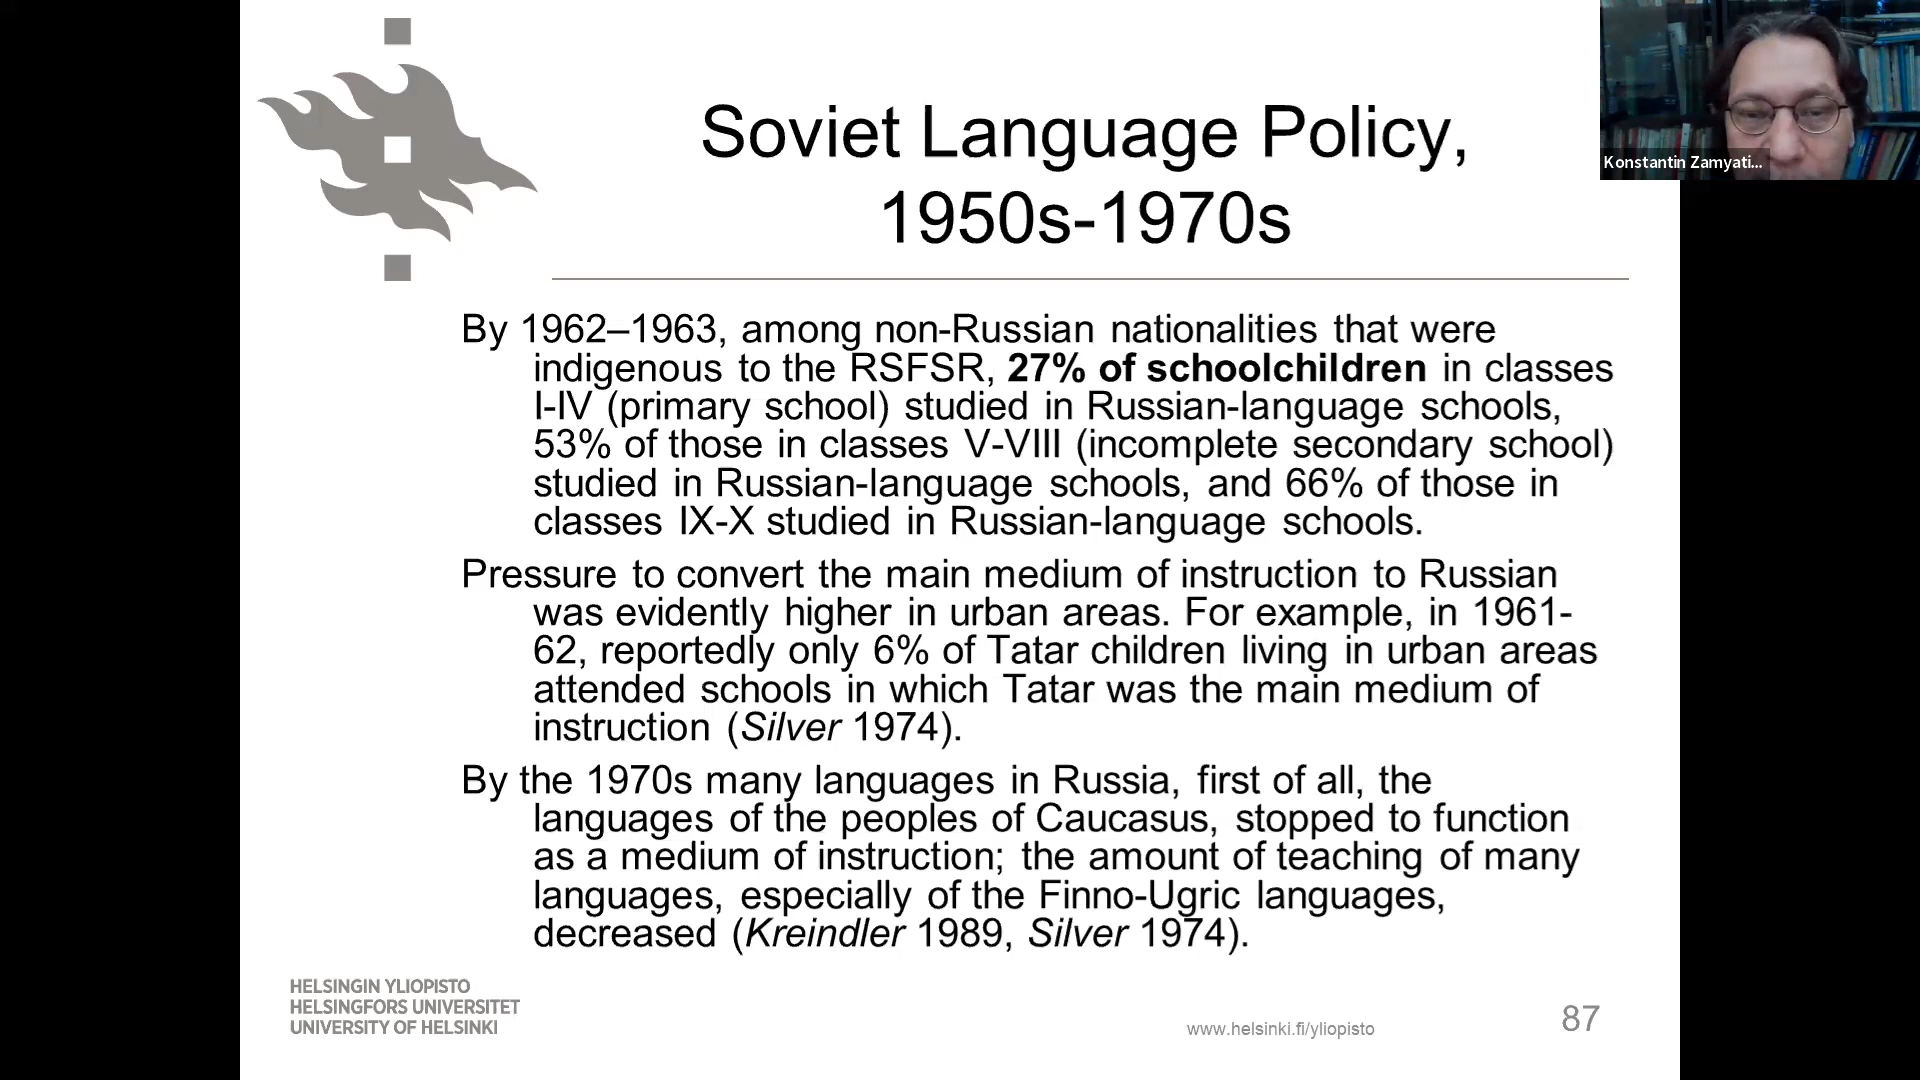 Soviet Language Policy,
1950s-1970s
Konstantin Zamyati...
By 1962–1963, among non-Russian nationalities that were
indigenous to the RSFSR, 27% of schoolchildren in classes
I-IV (primary school) studied in Russian-language schools,
53% of those in classes V-VIII (incomplete secondary school)
studied in Russian-language schools, and 66% of those in
classes IX-X studied in Russian-language schools.
Pressure to convert the main medium of instruction to Russian
was evidently higher in urban areas. For example, in 1961-
62, reportedly only 6% of Tatar children living in urban areas
attended schools in which Tatar was the main medium of
instruction (Silver 1974).
By the 1970s many languages in Russia, first of all, the
languages of the peoples of Caucasus, stopped to function
as a medium of instruction; the amount of teaching of many
languages, especially of the Finno-Ugric languages,
decreased (Kreindler 1989, Silver 1974).
HELSINGIN YLIOPISTO
HELSINGFORS UNIVERSITET
UNIVERSITY OF HELSINKI
www.helsinki.fi/yliopisto
87